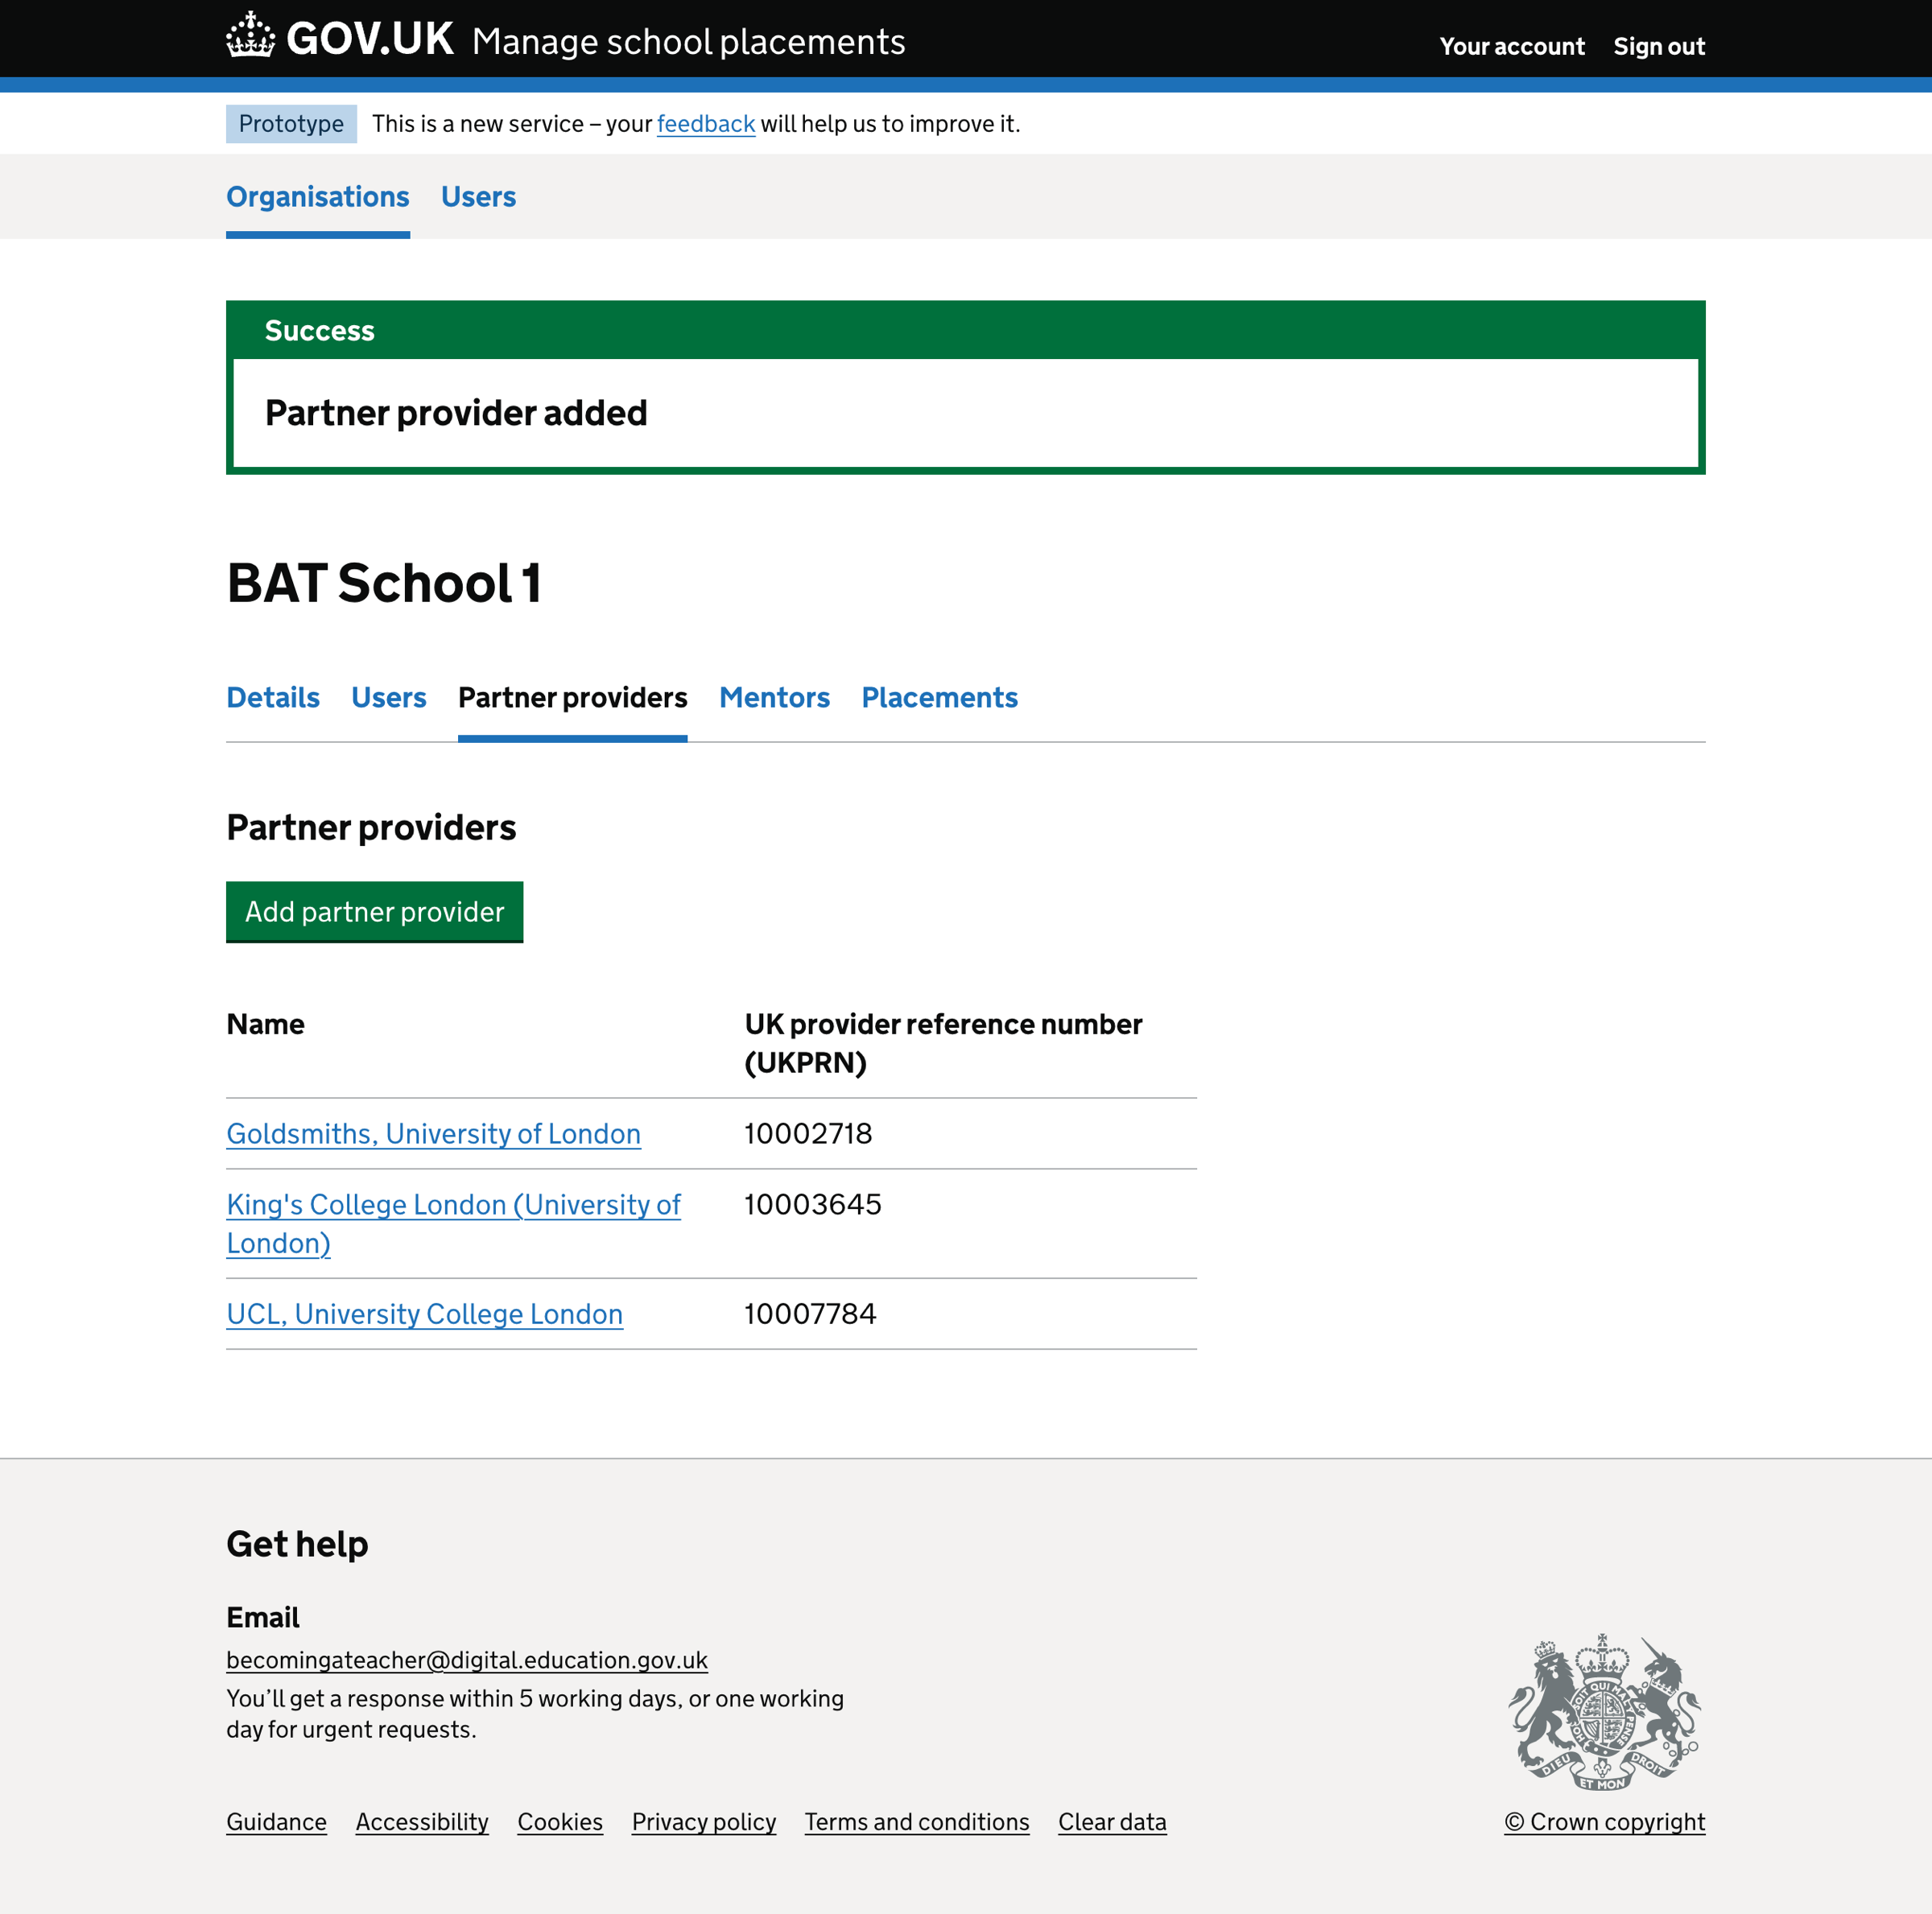 GOV.UK Manage school placements
Your account Sign out
Prototype This is a new service – your feedback will help us to improve it.
Organisations Users
Success
Partner provider added
BAT School 1
Details Users Partner providers Mentors Placements
Partner providers
Add partner provider
Name UK provider reference number
(UKPRN)
Goldsmiths, University of London 10002718
King's College London (University of 10003645
London)
UCL, University College London 10007784
Get help
Email
becomingateacher@digital.education.gov.uk
You’ll get a response within 5 working days, or one working
day for urgent requests.
DIEU ET MON DROIT
Guidance Accessibility Cookies Privacy policy Terms and conditions Clear data © Crown copyright